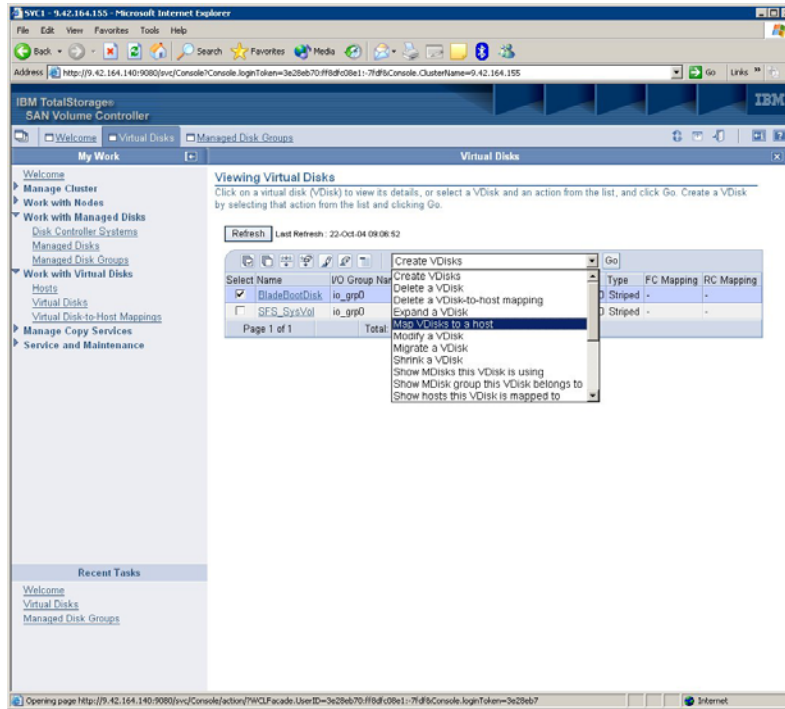 SVC1 - 9.42.164.155 - Microsoft Internet Explorer
File Edit View Favorites Tools Help
Back Search Favorites Media
Address http://9.42.164.140:9080/svc/Console?Console.loginToken=3e28eb70:ff8dfc08e1:-7fdf&Console.ClusterName=9.42.164.155 Go Links »
IBM TotalStorage®
SAN Volume Controller
IBM
Welcome Virtual Disks Managed Disk Groups
My Work
Virtual Disks
Welcome
Manage Cluster
Work with Nodes
Work with Managed Disks
Disk Controller Systems
Managed Disks
Managed Disk Groups
Work with Virtual Disks
Hosts
Virtual Disks
Virtual Disk-to-Host Mappings
Manage Copy Services
Service and Maintenance
Viewing Virtual Disks
Click on a virtual disk (VDisk) to view its details, or select a VDisk and an action from the list, and click Go. Create a VDisk
by selecting that action from the list and clicking Go.
Refresh Last Refresh : 22-Oct-04 09:06:52
Create VDisks Go
Select Name I/O Group Nam Type FC Mapping RC Mapping
BladeBootDisk io_grp0 0 Striped - -
SFS_SysVol io_grp0 0 Striped - -
Page 1 of 1 Total:
Create VDisks
Delete a VDisk
Delete a VDisk-to-host mapping
Expand a VDisk
Map VDisks to a host
Modify a VDisk
Migrate a VDisk
Shrink a VDisk
Show MDisks this VDisk is using
Show MDisk group this VDisk belongs to
Show hosts this VDisk is mapped to
Recent Tasks
Welcome
Virtual Disks
Managed Disk Groups
Opening page http://9.42.164.140:9080/svc/Console/action/?WCLFacade.UserID=3e28eb70:ff8dfc08e1:-7fdf&Console.loginToken=3e28eb7 Internet